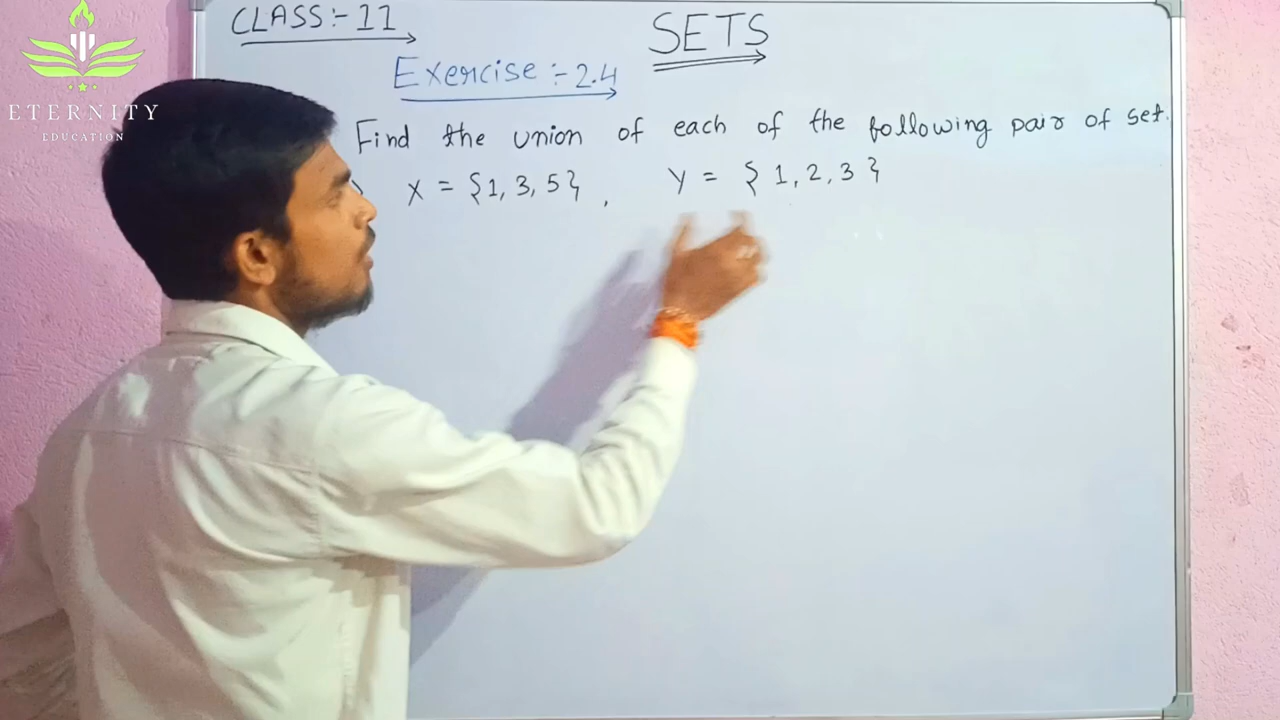 ETERNITY
EDUCATION
CLASS:- 11
SETS
Exercise :- 2.4
Find the union of each of the following pair of set.
X = {1, 3, 5} , Y = {1, 2, 3}